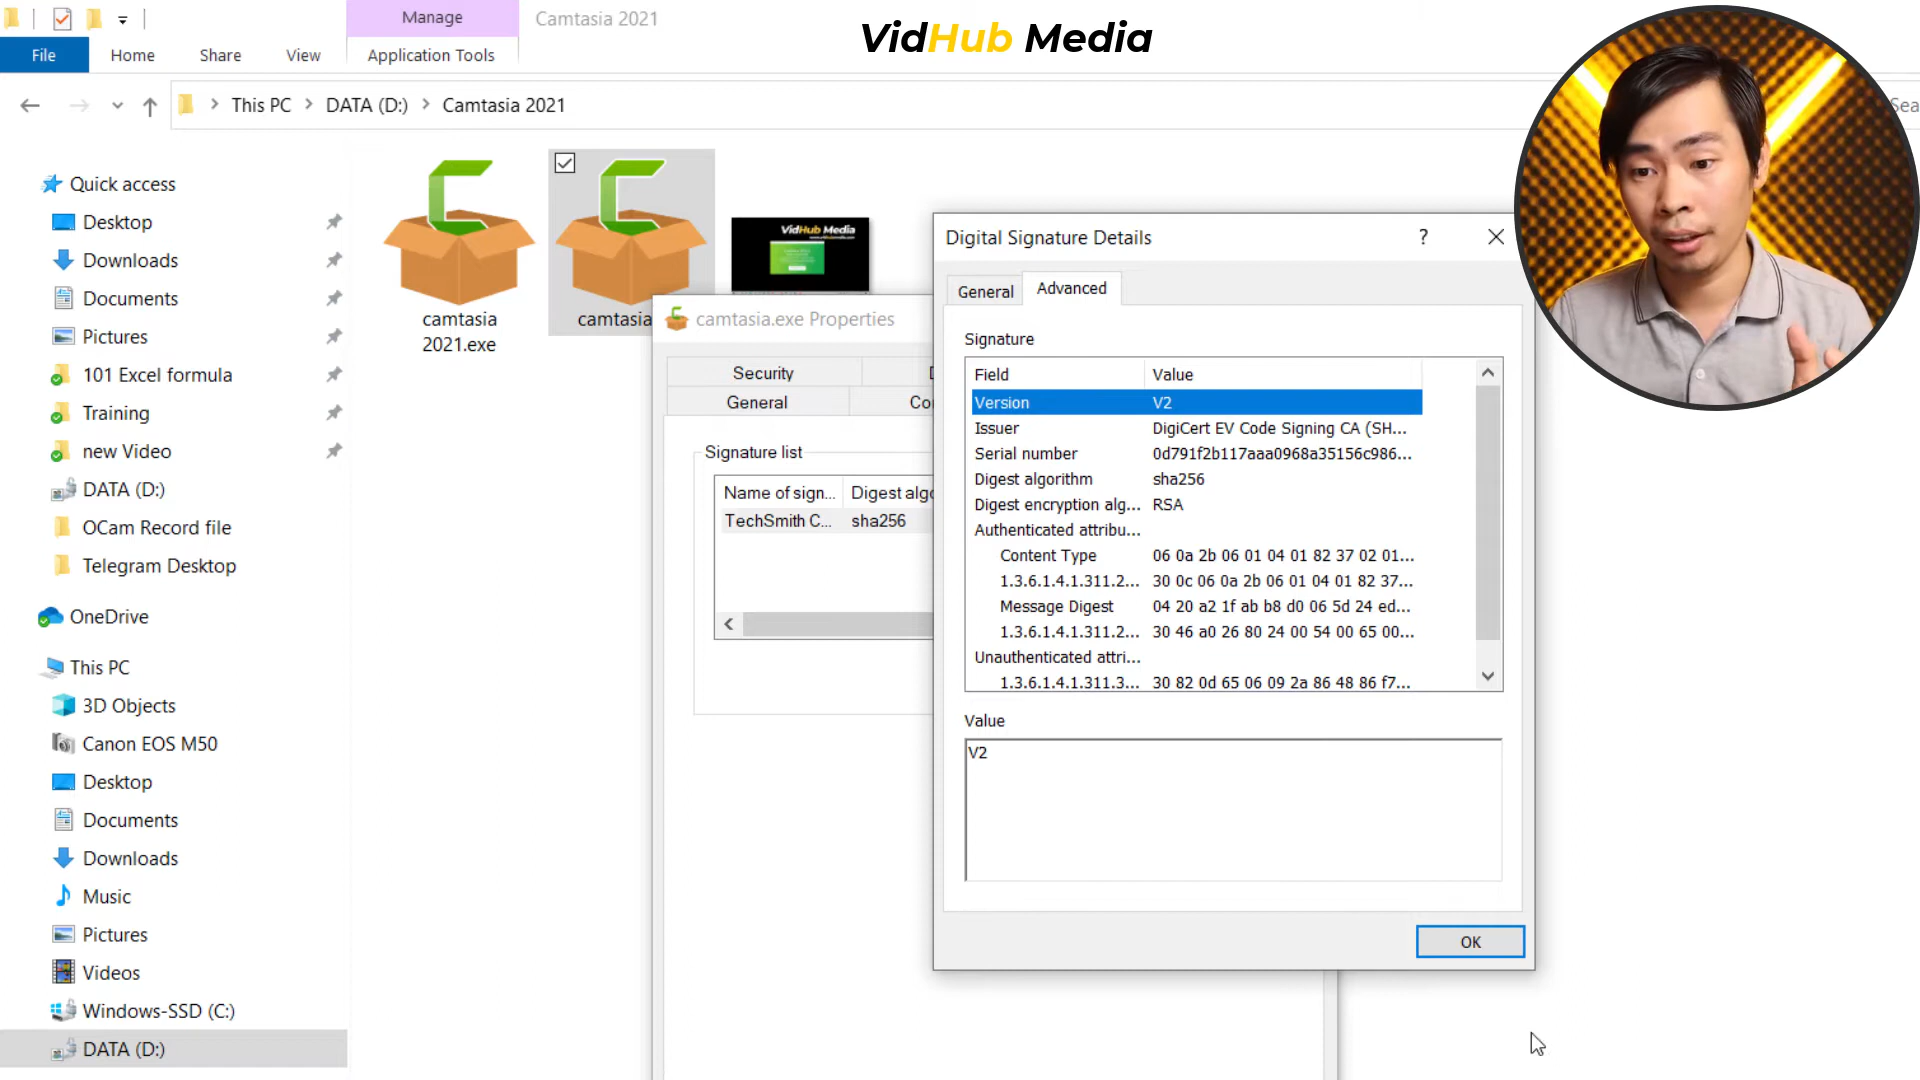 Manage
Camtasia 2021
VidHub Media
File
Home
Share
View
Application Tools
This PC
DATA (D:)
Camtasia 2021
Sea
Quick access
Desktop
Downloads
Documents
Pictures
101 Excel formula
Training
new Video
DATA (D:)
OCam Record file
Telegram Desktop
OneDrive
This PC
3D Objects
Canon EOS M50
Desktop
Documents
Downloads
Music
Pictures
Videos
Windows-SSD (C:)
DATA (D:)
camtasia
2021.exe
camtasia
VidHub Media
camtasia.exe Properties
Security
General
Co
Signature list
Name of sign...
Digest algo
TechSmith C...
sha256
Digital Signature Details
?
General
Advanced
Signature
Field
Value
Version
V2
Issuer
DigiCert EV Code Signing CA (SH...
Serial number
0d791f2b117aaa0968a35156c986...
Digest algorithm
sha256
Digest encryption alg...
RSA
Authenticated attribu...
Content Type
06 0a 2b 06 01 04 01 82 37 02 01...
1.3.6.1.4.1.311.2...
30 0c 06 0a 2b 06 01 04 01 82 37...
Message Digest
04 20 a2 1f ab b8 d0 06 5d 24 ed...
1.3.6.1.4.1.311.2...
30 46 a0 26 80 24 00 54 00 65 00...
Unauthenticated attri...
1.3.6.1.4.1.311.3...
30 82 0d 65 06 09 2a 86 48 86 f7...
Value
V2
OK